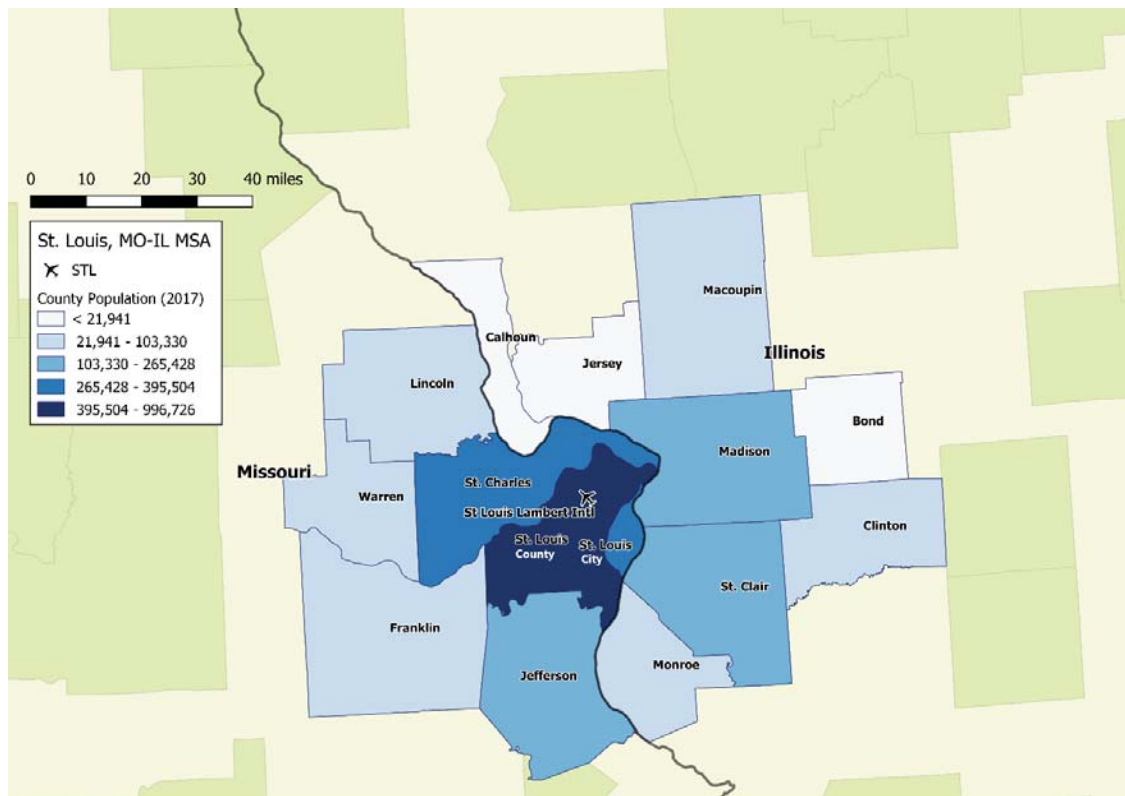 0 10 20 30 40 miles
St. Louis, MO-IL MSA
STL
County Population (2017)
< 21,941
21,941 - 103,330
103,330 - 265,428
265,428 - 395,504
395,504 - 996,726
Macoupin
Calhoun
Illinois
Jersey
Lincoln
Bond
Madison
Missouri
St. Charles
Warren
St Louis Lambert Intl
Clinton
St. Louis
County
St. Louis
City
St. Clair
Franklin
Monroe
Jefferson